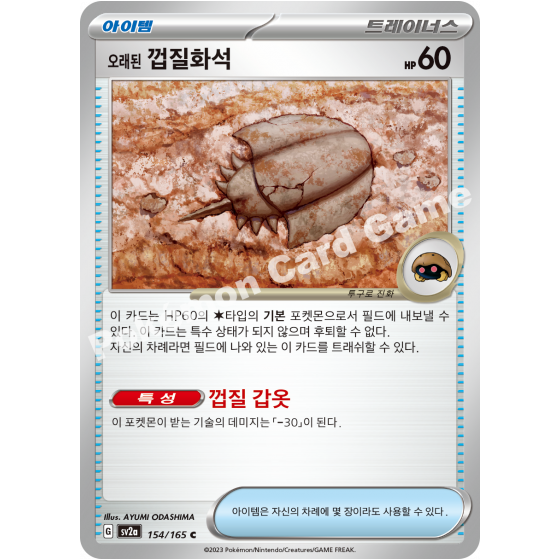 아이템 트레이너스
오래된 껍질화석 HP 60
투구로 진화
이 카드는 HP60의 타입의 기본 포켓몬으로서 필드에 내보낼 수
있다. 이 카드는 특수 상태가 되지 않으며 후퇴할 수 없다.
자신의 차례라면 필드에 나와 있는 이 카드를 트래쉬할 수 있다.
특성 껍질 갑옷
이 포켓몬이 받는 기술의 데미지는「-30」이 된다.
Illus. AYUMI ODASHIMA
아이템은 자신의 차례에 몇 장이라도 사용할 수 있다.
G sv2a 154/165 C
©2023 Pokémon/Nintendo/Creatures/GAME FREAK.
Pokémon Card Game